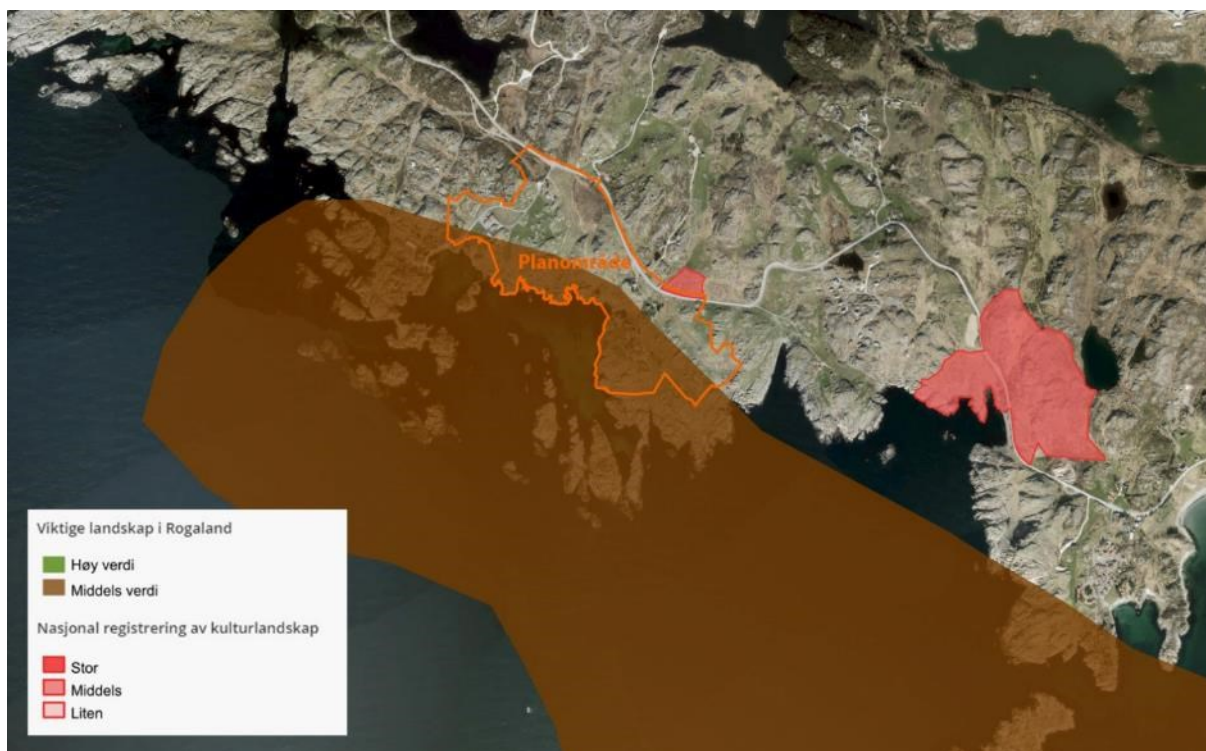 Planområde
Viktige landskap i Rogaland
Høy verdi
Middels verdi
Nasjonal registrering av kulturlandskap
Stor
Middels
Liten